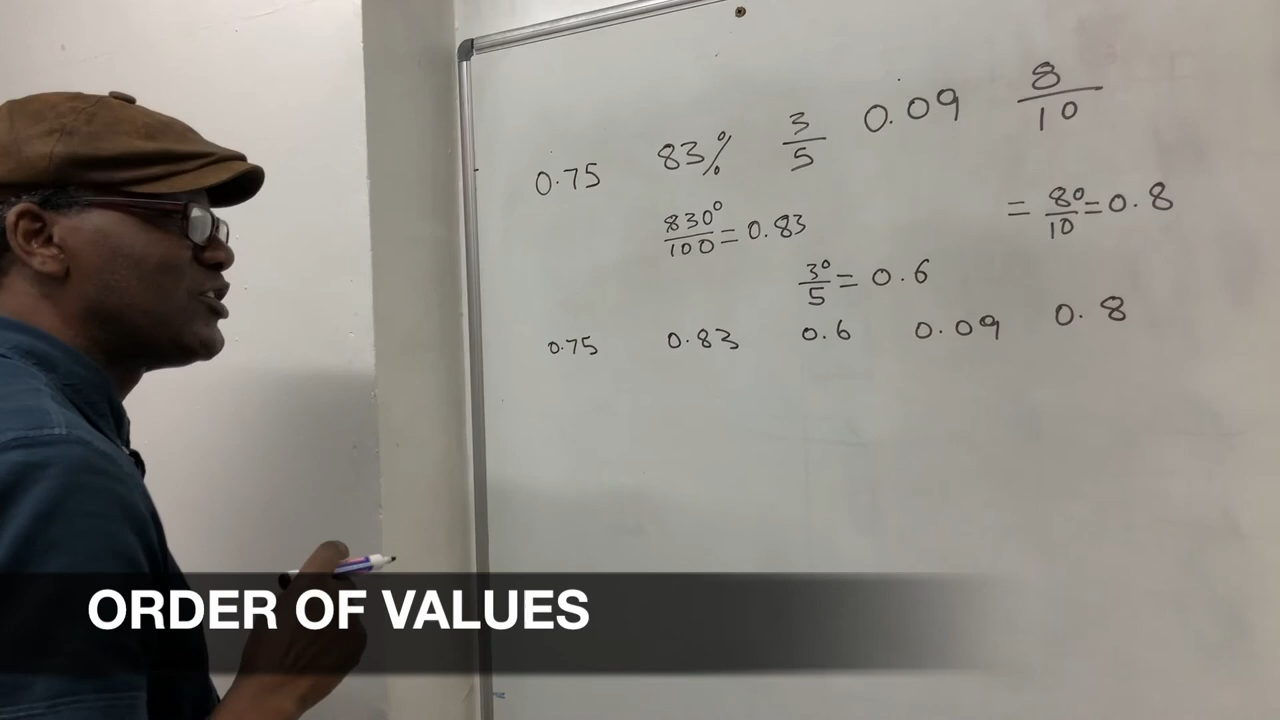 0.75 83% 3/5 0.09 8/10
830⁰/100 = 0.83
= 8⁰/10 = 0.8
3⁰/5 = 0.6
0.75 0.83 0.6 0.09 0.8
ORDER OF VALUES